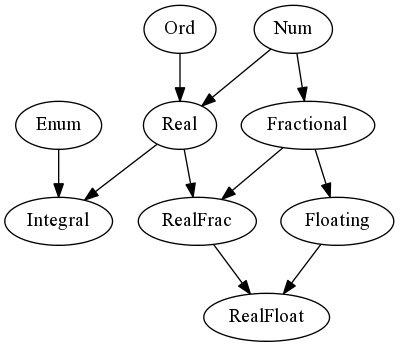 Ord
Num
Enum
Real
Fractional
Integral
RealFrac
Floating
RealFloat